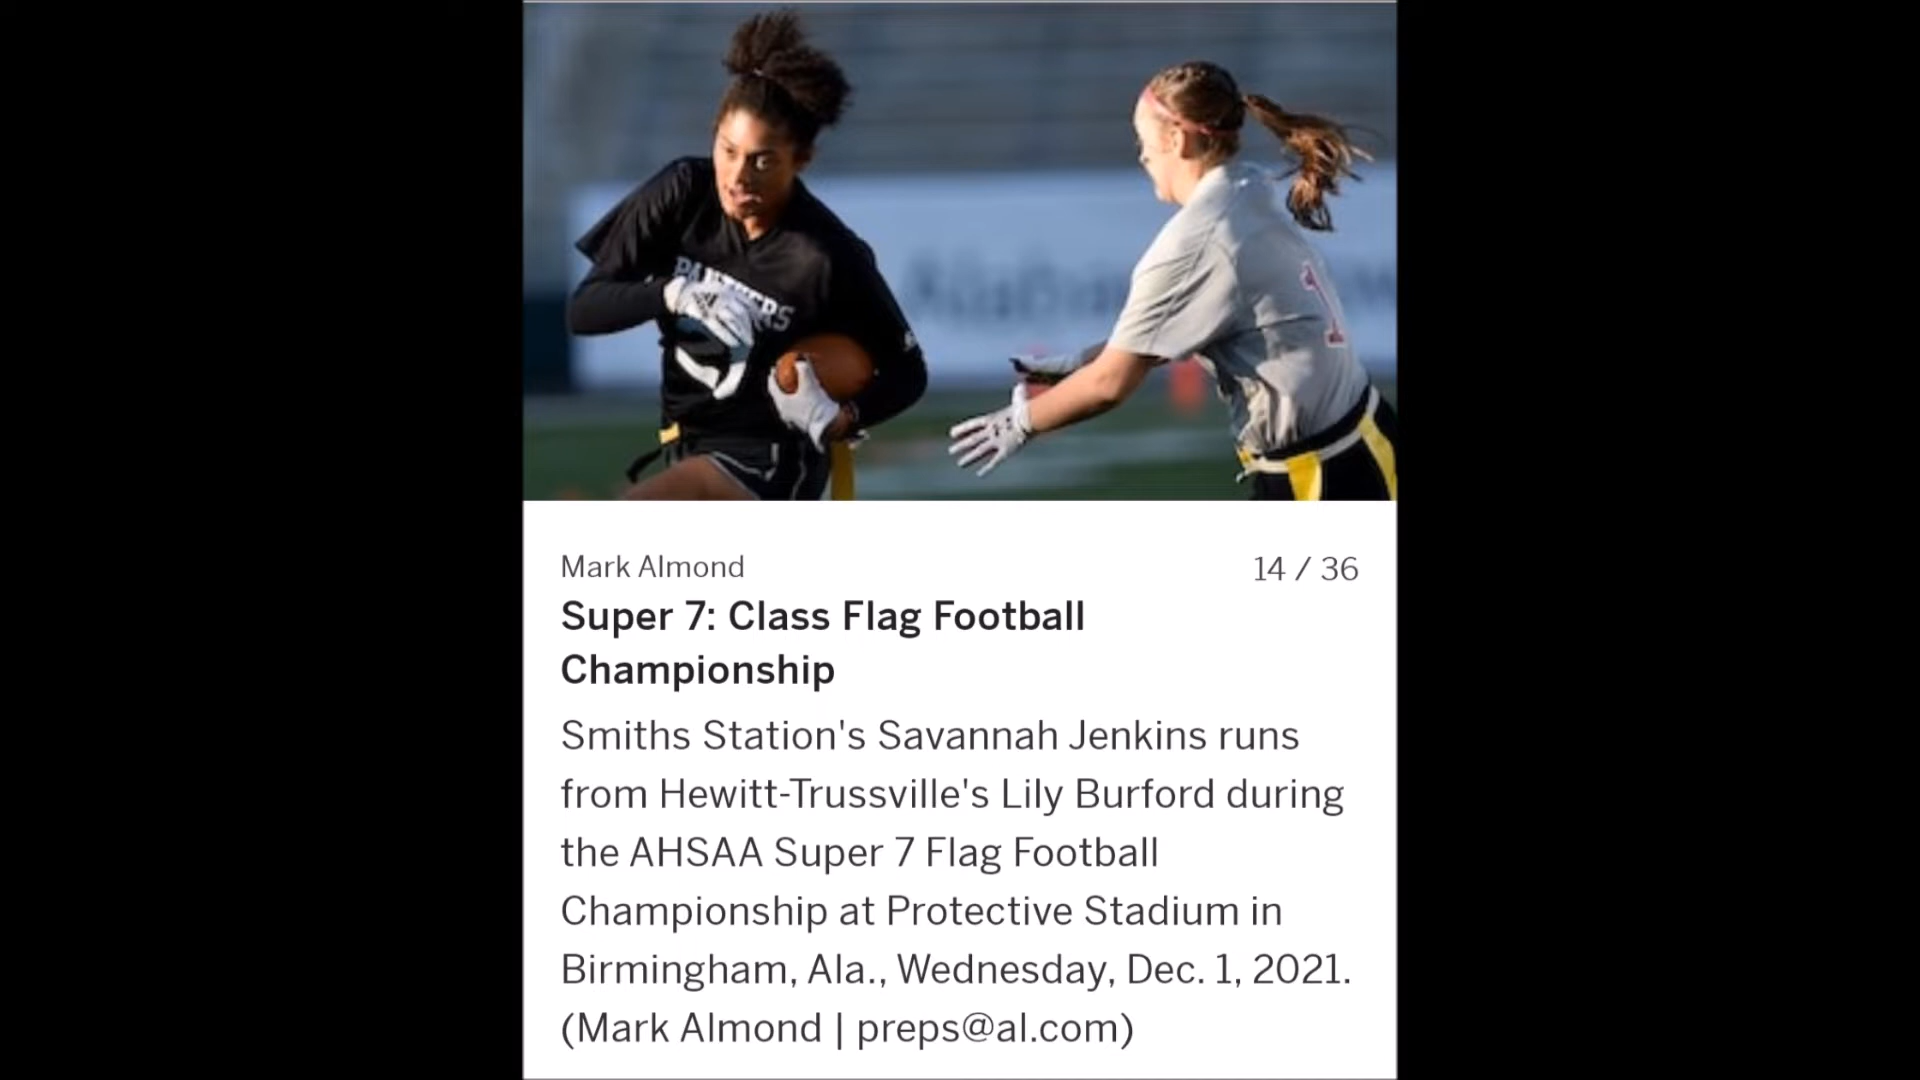 PANTHERS
1
Mark Almond
14 / 36
Super 7: Class Flag Football
Championship
Smiths Station's Savannah Jenkins runs
from Hewitt-Trussville's Lily Burford during
the AHSAA Super 7 Flag Football
Championship at Protective Stadium in
Birmingham, Ala., Wednesday, Dec. 1, 2021.
(Mark Almond | preps@al.com)